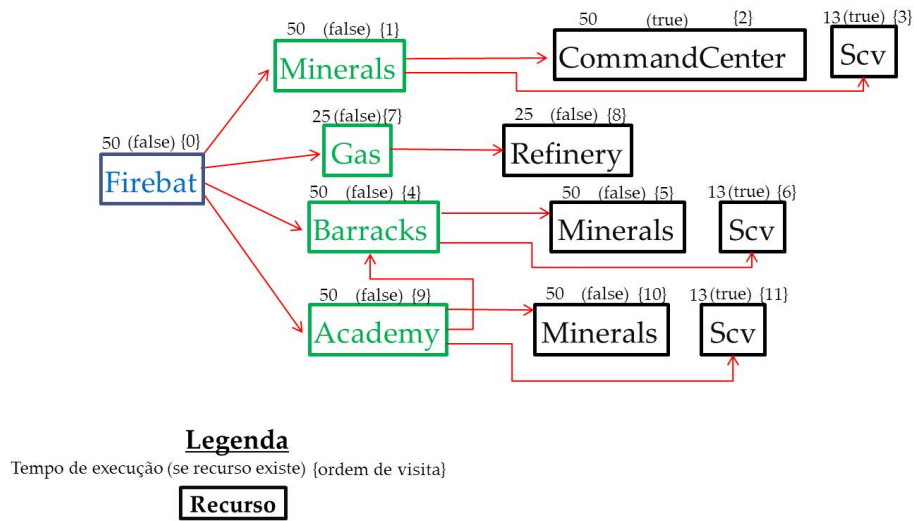 50 (true) {2}
13 (true) {3}
50 (false) {1}
Minerals
CommandCenter
Scv
25 (false) {7}
25 (false) {8}
50 (false) {0}
Gas
Refinery
Firebat
50 (false) {4}
50 (false) {5}
13 (true) {6}
Barracks
Minerals
Scv
50 (false) {9}
50 (false) {10}
13 (true) {11}
Academy
Minerals
Scv
Legenda
Tempo de execução (se recurso existe) {ordem de visita}
Recurso